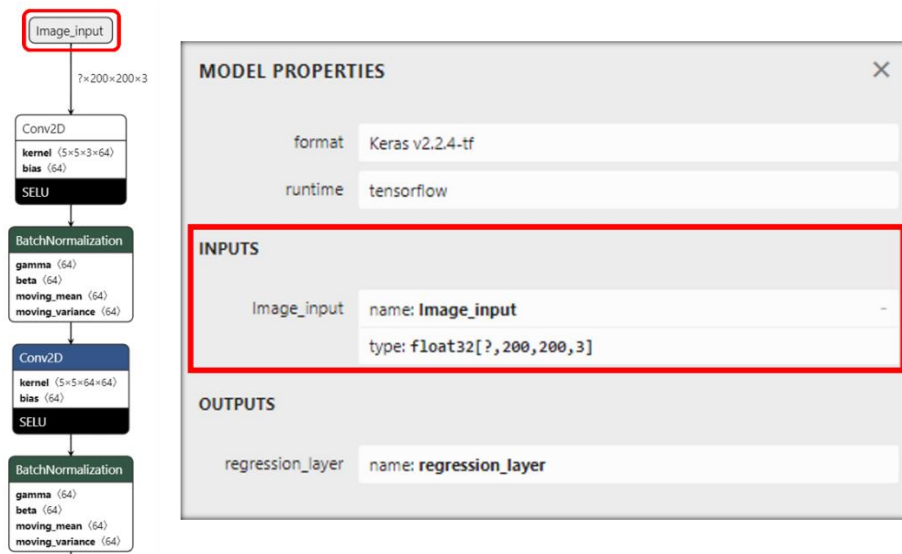 Image_input
?×200×200×3
Conv2D
kernel ⟨5×5×3×64⟩
bias ⟨64⟩
SELU
BatchNormalization
gamma ⟨64⟩
beta ⟨64⟩
moving_mean ⟨64⟩
moving_variance ⟨64⟩
Conv2D
kernel ⟨5×5×64×64⟩
bias ⟨64⟩
SELU
BatchNormalization
gamma ⟨64⟩
beta ⟨64⟩
moving_mean ⟨64⟩
moving_variance ⟨64⟩
MODEL PROPERTIES ×
format Keras v2.2.4-tf
runtime tensorflow
INPUTS
Image_input name: Image_input -
type: float32[?,200,200,3]
OUTPUTS
regression_layer name: regression_layer